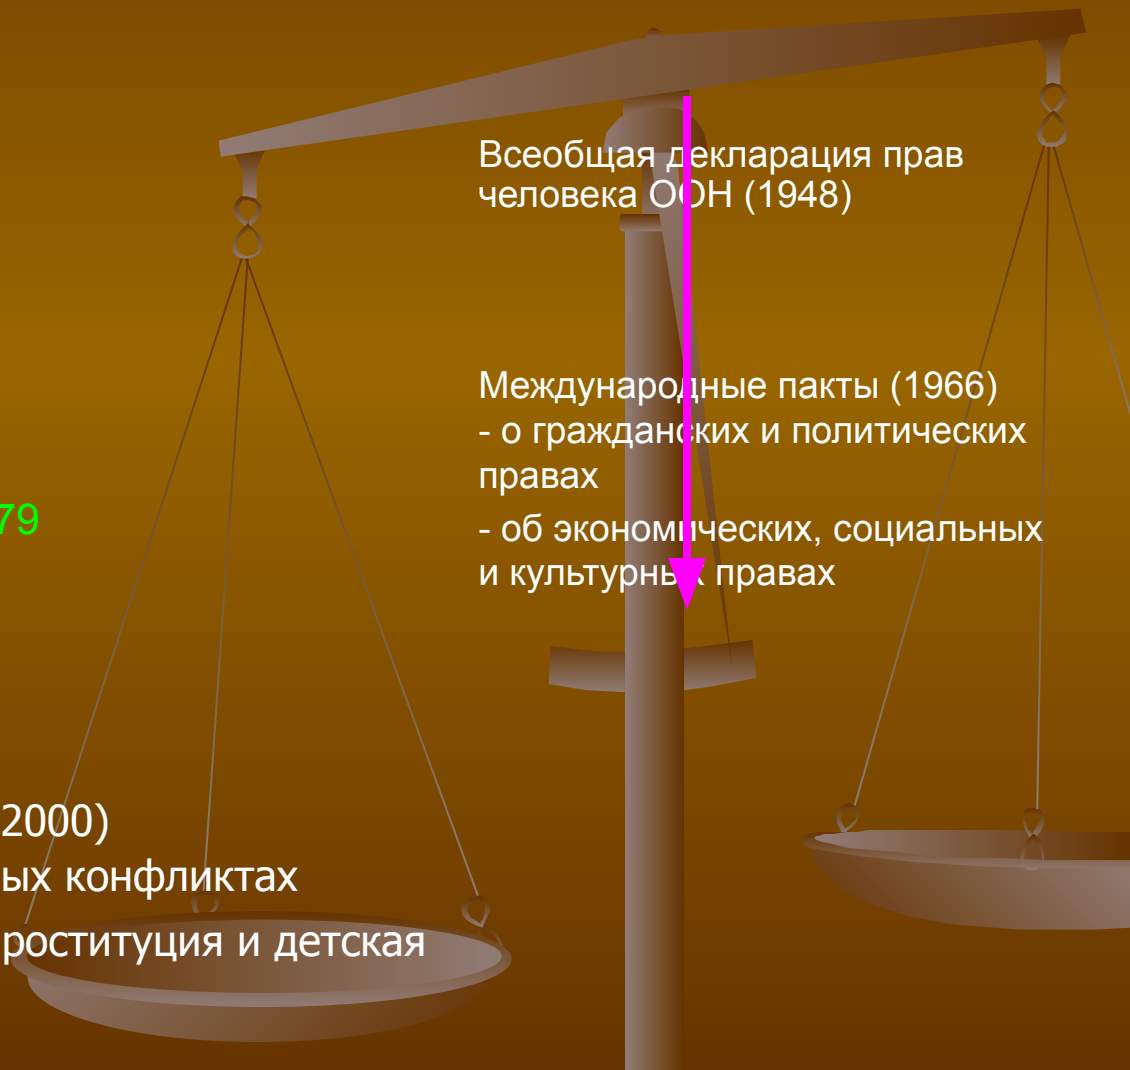 Всеобщая декларация прав
человека ООН (1948)
Международные пакты (1966)
- о гражданских и политических
правах
79
- об экономических, социальных
и культурных правах
2000)
ых конфликтах
роституция и детская